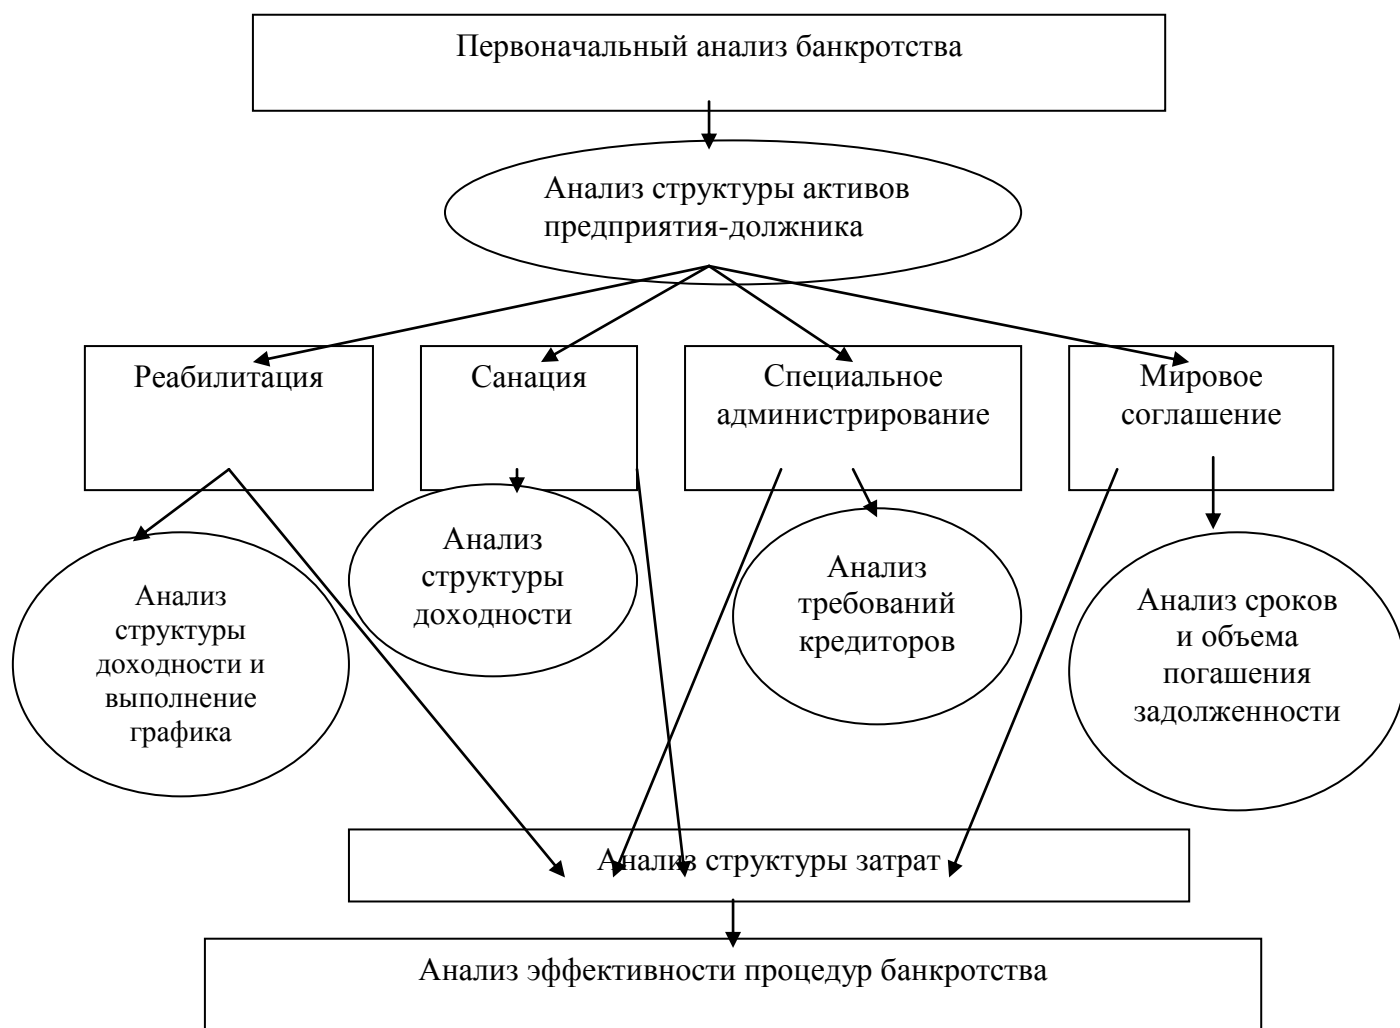 Первоначальный анализ банкротства
Анализ структуры активов
предприятия-должника
Реабилитация
Санация
Специальное
администрирование
Мировое
соглашение
Анализ
структуры
доходности и
выполнение
графика
Анализ
структуры
доходности
Анализ
требований
кредиторов
Анализ сроков
и объема
погашения
задолженности
Анализ структуры затрат
Анализ эффективности процедур банкротства